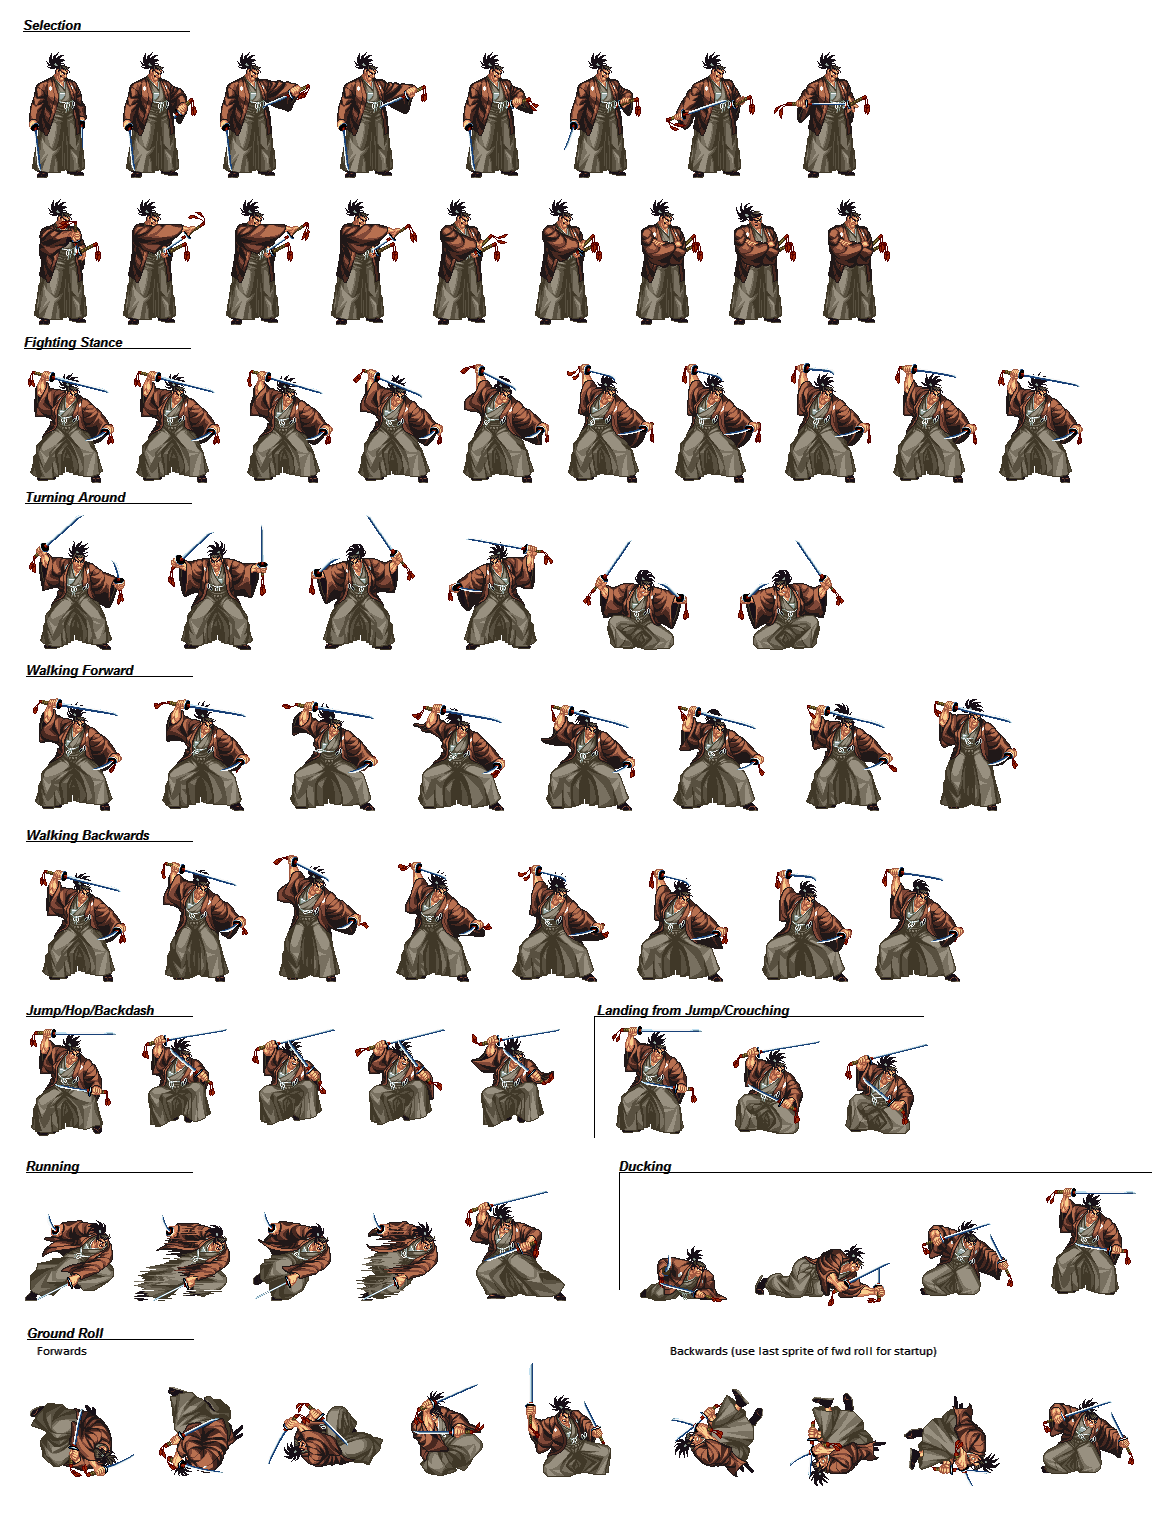 Selection
Fighting Stance
Turning Around
Walking Forward
Walking Backwards
Jump/Hop/Backdash
Landing from Jump/Crouching
Running
Ducking
Ground Roll
Forwards
Backwards (use last sprite of fwd roll for startup)